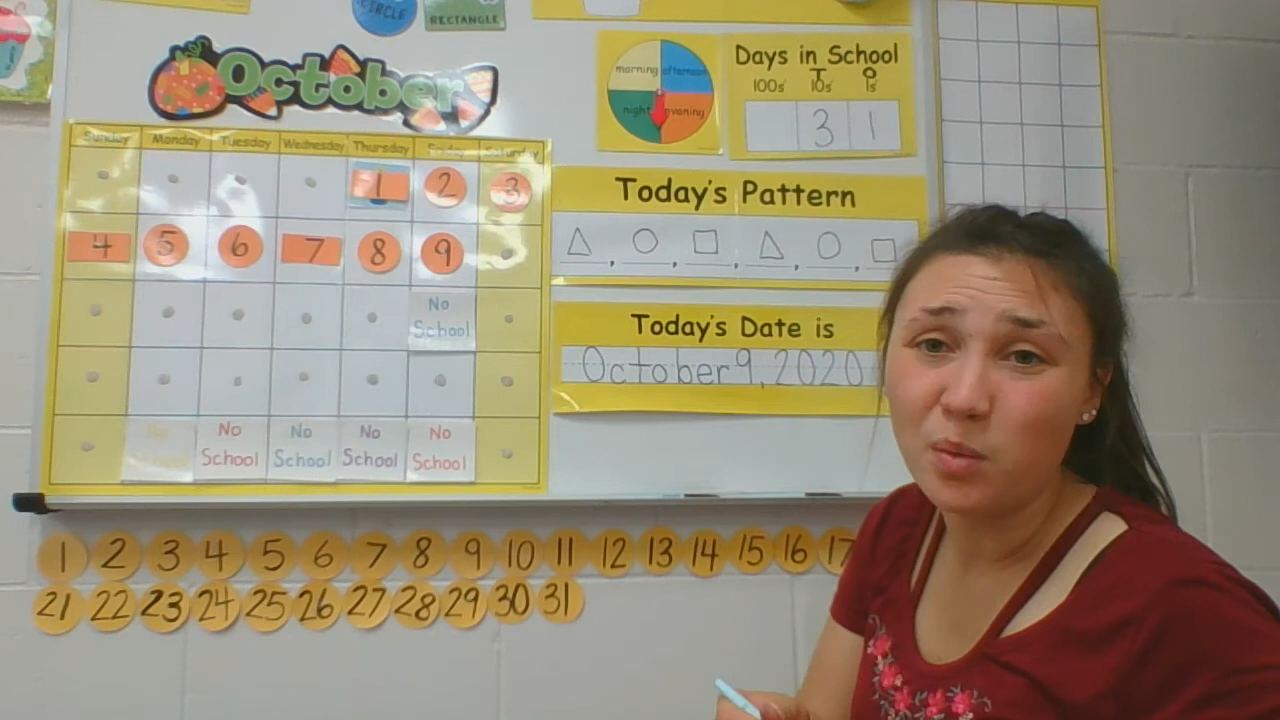 CIRCLE
RECTANGLE
October
morning afternoon
night evening
Days in School
T O
100s 10s 1s
3 1
Sunday Monday Tuesday Wednesday Thursday Friday Saturday
1 2 3
4 5 6 7 8 9
No
School
No No No No No
School School School School School
Today's Pattern
Today's Date is
October 9, 2020
1 2 3 4 5 6 7 8 9 10 11 12 13 14 15 16 17
21 22 23 24 25 26 27 28 29 30 31